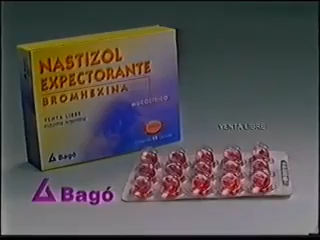 NASTIZOL
EXPECTORANTE
BROMHEXINA
MUCOLITICO
VENTA LIBRE
Bagó
VENTA LIBRE
Bagó